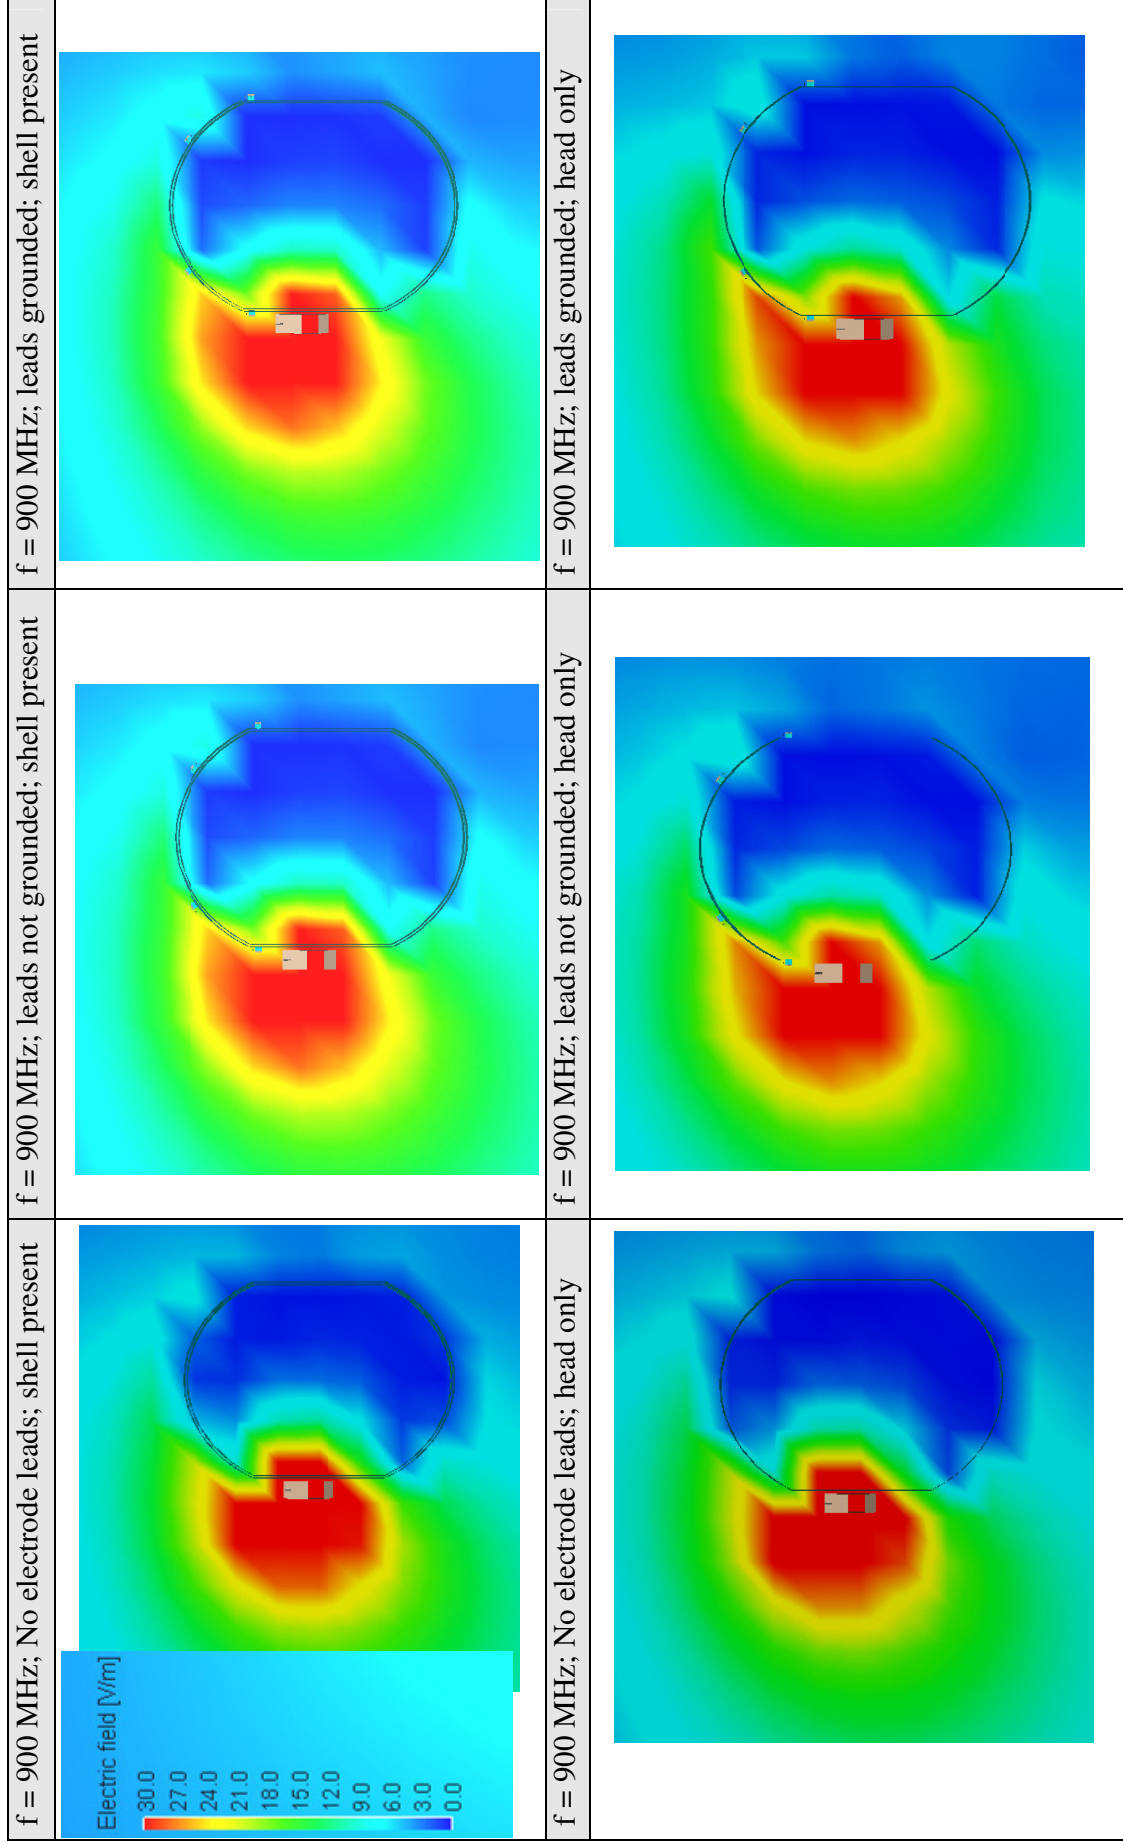 f = 900 MHz; No electrode leads; shell present
f = 900 MHz; leads not grounded; shell present
f = 900 MHz; leads grounded; shell present
Electric field [V/m]
30.0
27.0
24.0
21.0
18.0
15.0
12.0
9.0
6.0
3.0
0.0
f = 900 MHz; No electrode leads; head only
f = 900 MHz; leads not grounded; head only
f = 900 MHz; leads grounded; head only